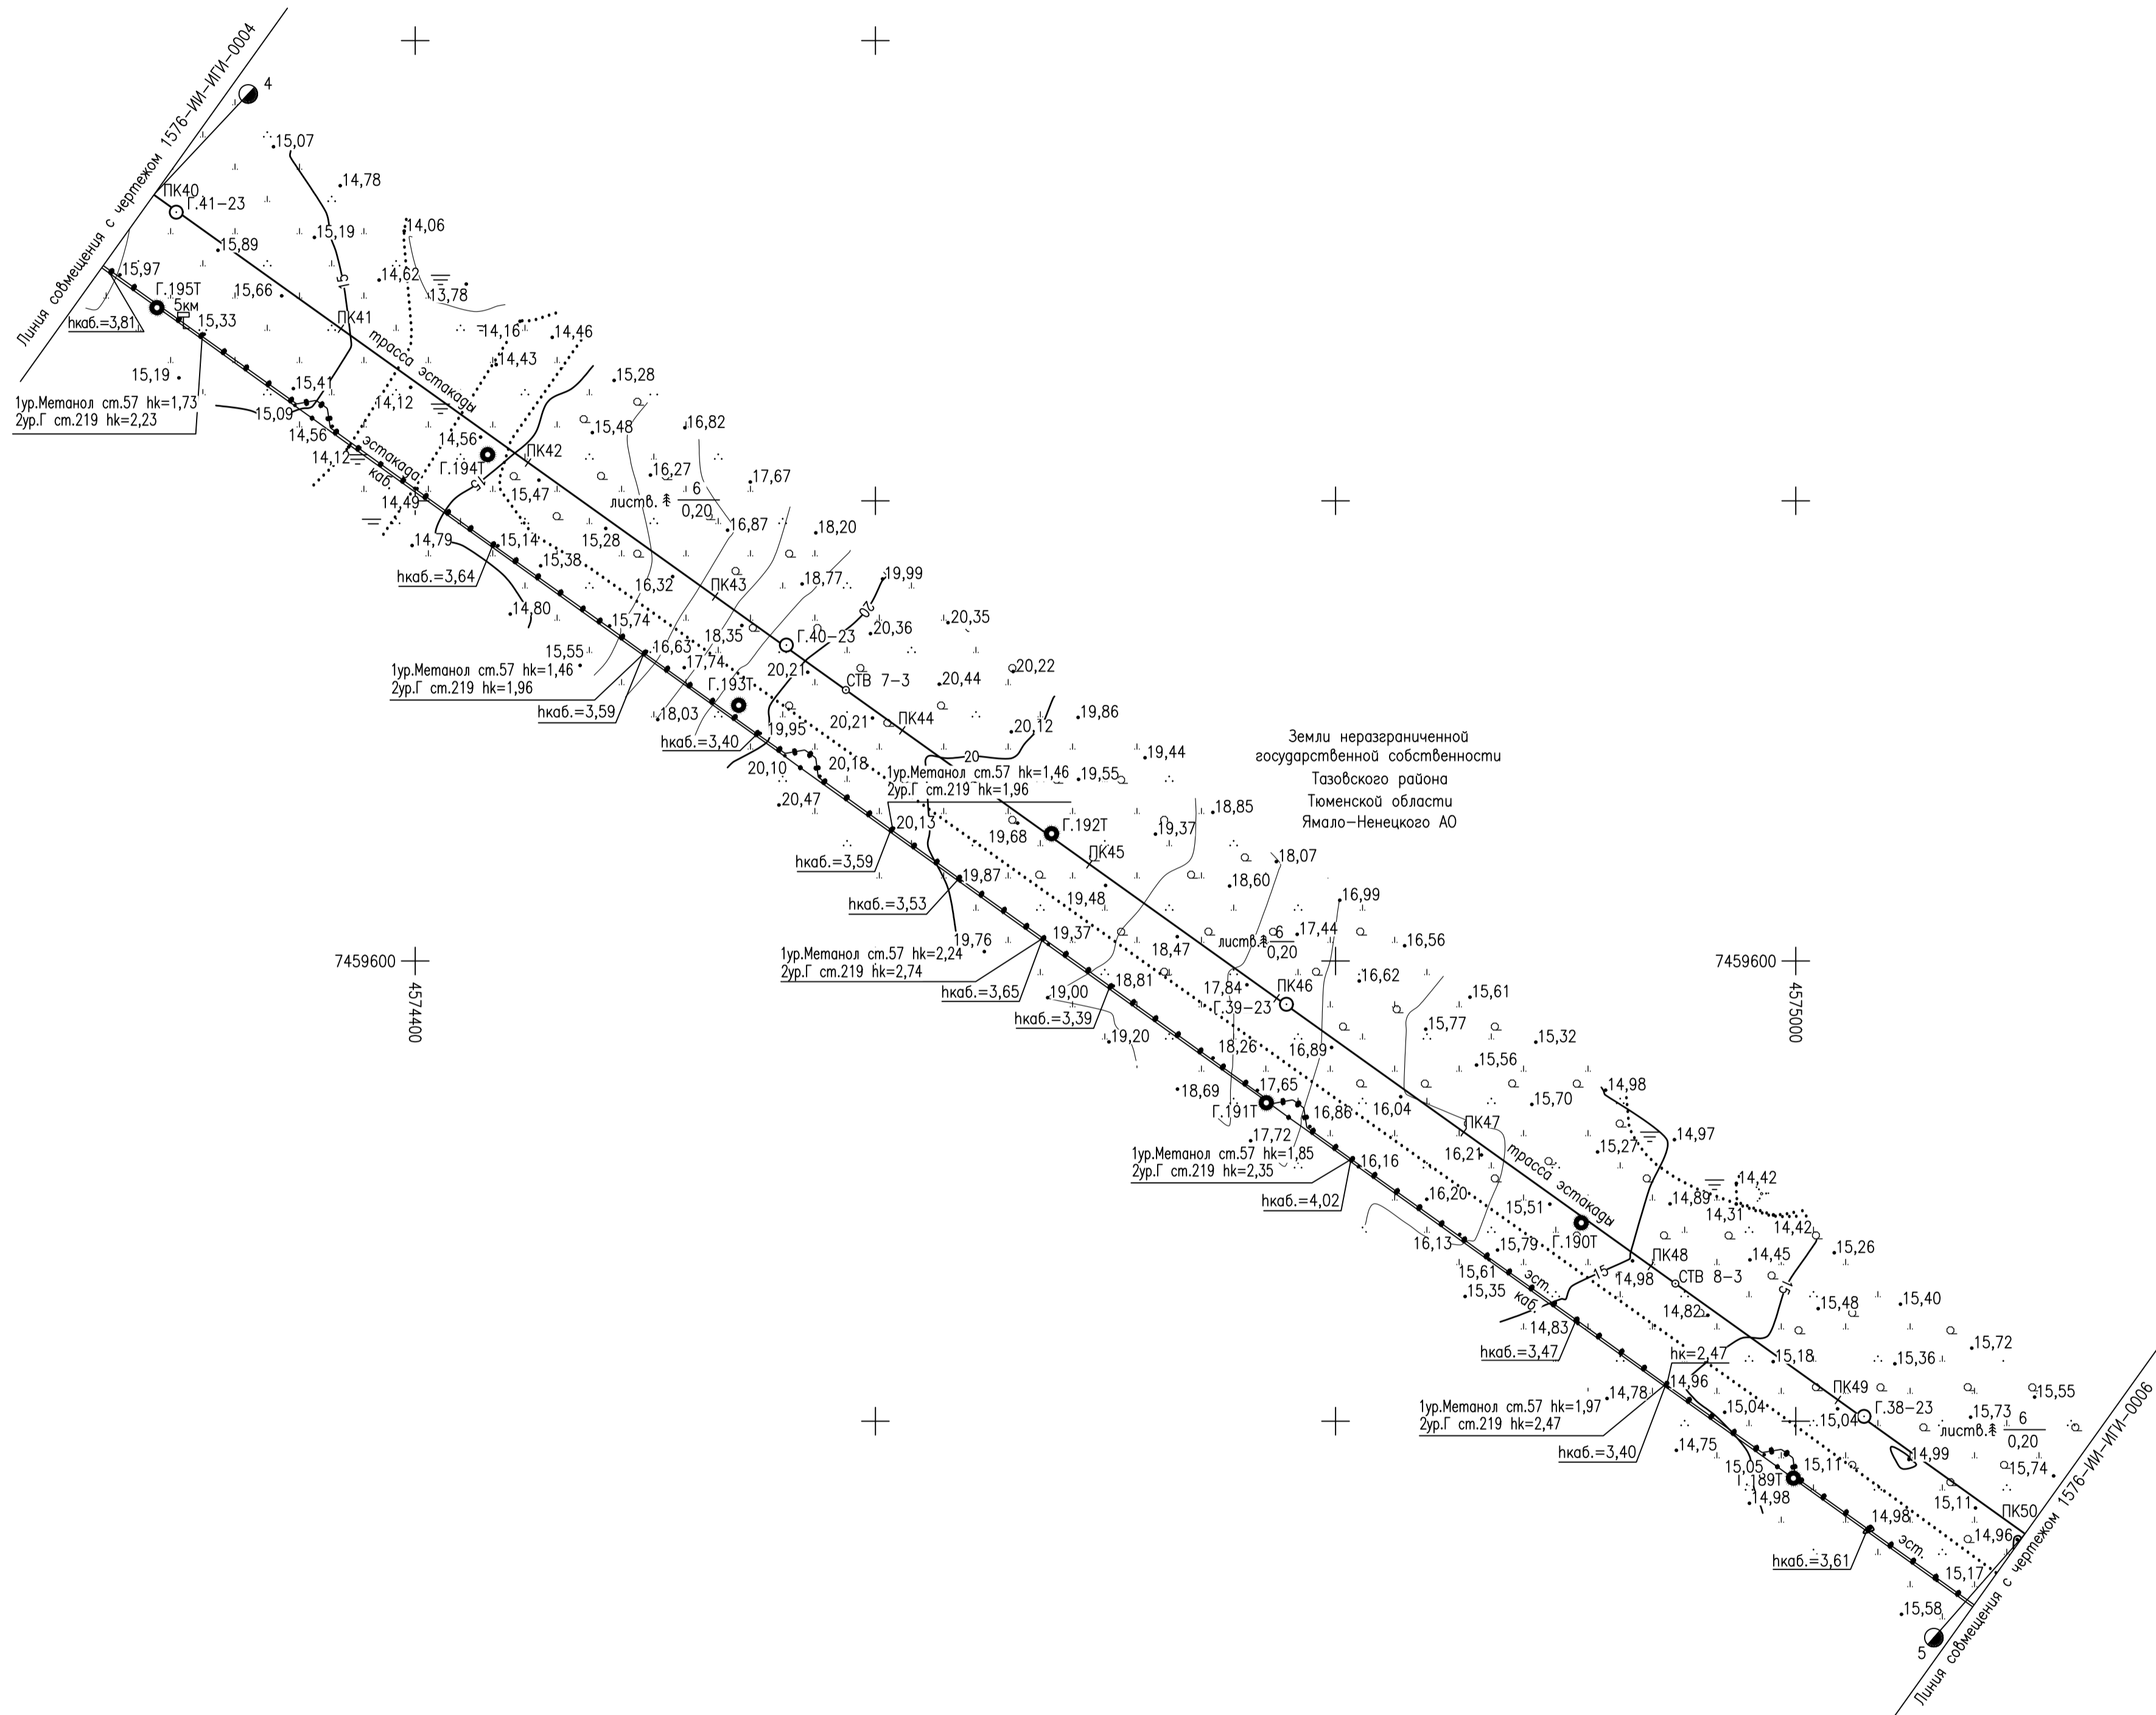 Линия совмещения с чертежом 1576-ИИ-ИГИ-0004
4
15,07
14,78
ПК40
Г.41-23
15,19
14,06
15,89
15,97
14,62
15
13,78
Г.195Т
5км
15,66
15,33
hкаб.=3,81
ПК41
трасса эстакады
14,16
14,46
14,43
15,19
15,41
15,28
1ур.Метанол ст.57 hk=1,73
2ур.Г ст.219 hk=2,23
15,09
14,12
14,56
14,56
15,48
16,82
14,12
эстакада
каб.
Г.194Т
ПК42
15
15,47
16,27
17,67
листв.
6
0,20
14,49
16,87
18,20
14,79
15,14
15,28
15,38
hкаб.=3,64
16,32
ПК43
18,77
19,99
14,80
15,74
20
20,35
20,36
18,35
Г.40-23
15,55
16,63
17,74
20,21
20,22
1ур.Метанол ст.57 hk=1,46
2ур.Г ст.219 hk=1,96
Г.193Т
СТВ 7-3
20,44
hкаб.=3,59
18,03
hкаб.=3,40
19,95
20,21
ПК44
20,12
19,86
20,10
20,18
20
19,44
1ур.Метанол ст.57 hk=1,46
2ур.Г ст.219 hk=1,96
19,55
Земли неразграниченной
государственной собственности
Тазовского района
Тюменской области
Ямало-Ненецкого АО
20,47
20,13
19,68
Г.192Т
18,85
19,37
hкаб.=3,59
19,87
ПК45
18,07
18,60
hкаб.=3,53
19,48
16,99
19,37
19,76
18,47
листв.
6
0,20
17,44
16,56
1ур.Метанол ст.57 hk=2,24
2ур.Г ст.219 hk=2,74
7459600
4574400
7459600
4575000
hкаб.=3,65
18,81
19,00
17,84
ПК46
16,62
Г.39-23
15,61
hкаб.=3,39
19,20
18,26
16,89
15,77
15,32
15,56
18,69
17,65
Г.191Т
16,86
16,04
15,70
14,98
17,72
ПК47
15,27
14,97
1ур.Метанол ст.57 hk=1,85
2ур.Г ст.219 hk=2,35
16,16
16,21
трасса эстакады
14,42
hкаб.=4,02
16,20
15,51
14,89
14,31
14,42
16,13
15,79
Г.190Т
15,26
15,61
эст.
15
14,98
ПК48
14,45
СТВ 8-3
15
15,35
каб.
14,82
15,48
15,40
14,83
hкаб.=3,47
hk=2,47
15,18
15,36
15,72
14,78
14,96
1ур.Метанол ст.57 hk=1,97
2ур.Г ст.219 hk=2,47
15,04
15,04
ПК49
Г.38-23
15,73
15,55
листв.
6
0,20
hкаб.=3,40
14,75
15,05
15,11
14,99
15,74
Г.189Т
14,98
14,98
15,11
ПК50
14,96
эст.
hкаб.=3,61
15,17
15,58
5
Линия совмещения с чертежом 1576-ИИ-ИГИ-0006